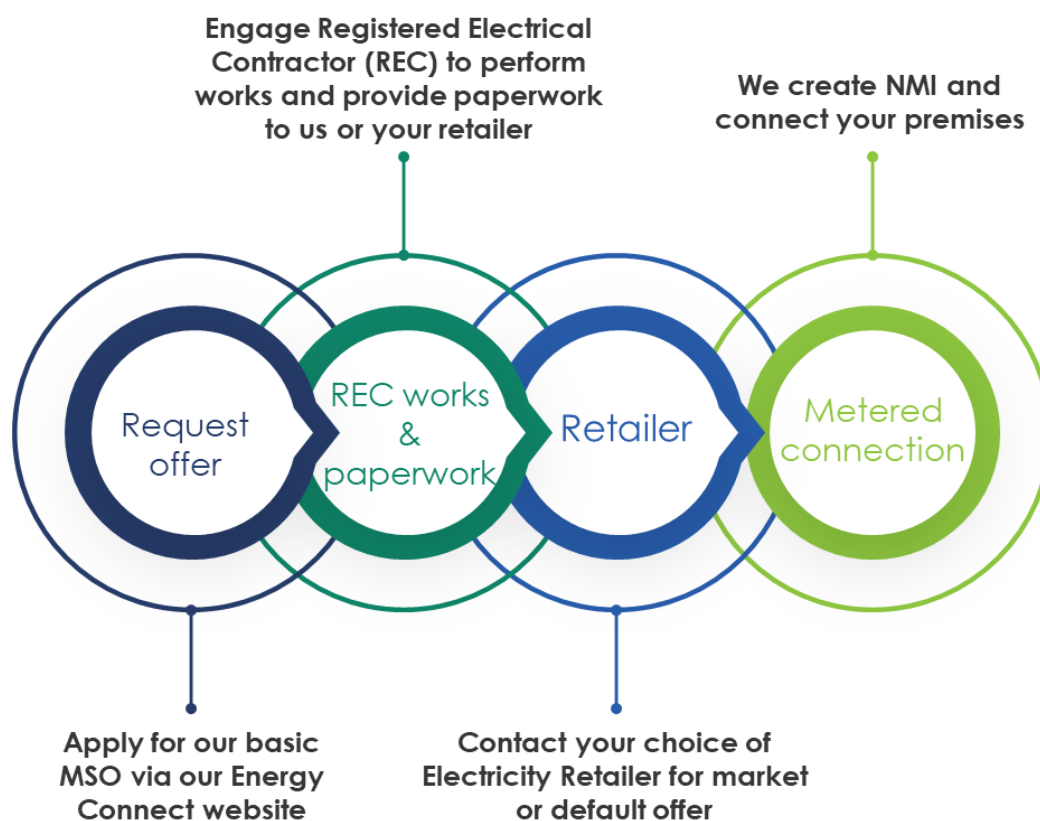 Engage Registered Electrical
Contractor (REC) to perform
works and provide paperwork
to us or your retailer
We create NMI and
connect your premises
Request
offer
REC works
&
paperwork
Retailer
Metered
connection
Apply for our basic
MSO via our Energy
Connect website
Contact your choice of
Electricity Retailer for market
or default offer